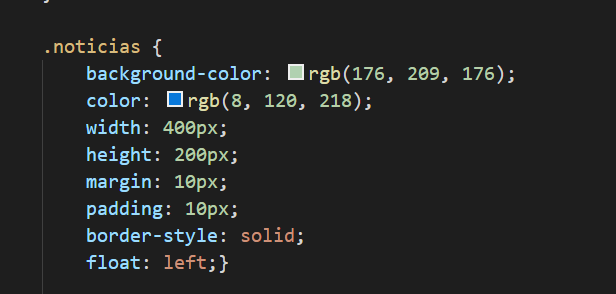 .noticias {
background-color: rgb(176, 209, 176);
color: rgb(8, 120, 218);
width: 400px;
height: 200px;
margin: 10px;
padding: 10px;
border-style: solid;
float: left;}